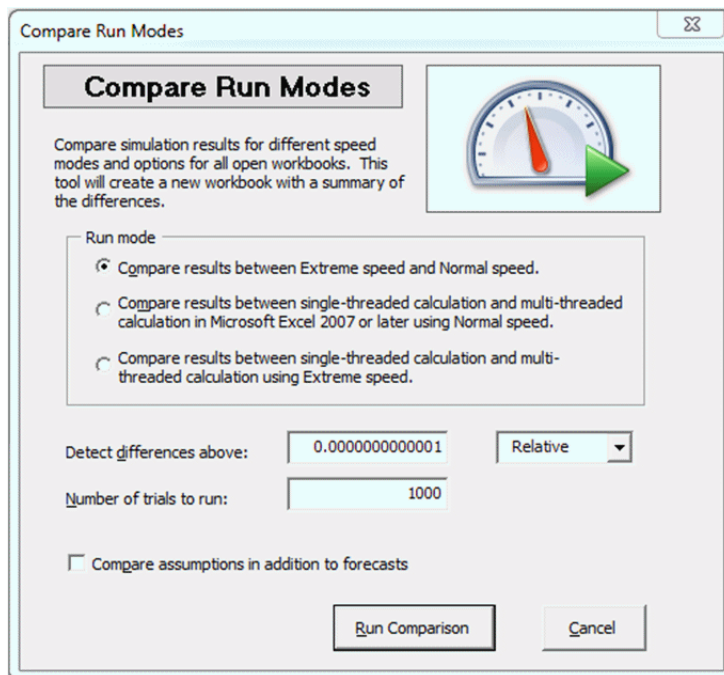 Compare Run Modes
Compare Run Modes
Compare simulation results for different speed
modes and options for all open workbooks. This
tool will create a new workbook with a summary of
the differences.
Run mode
Compare results between Extreme speed and Normal speed.
Compare results between single-threaded calculation and multi-threaded
calculation in Microsoft Excel 2007 or later using Normal speed.
Compare results between single-threaded calculation and multi-
threaded calculation using Extreme speed.
Detect differences above: 0.0000000000001 Relative
Number of trials to run: 1000
Compare assumptions in addition to forecasts
Run Comparison Cancel